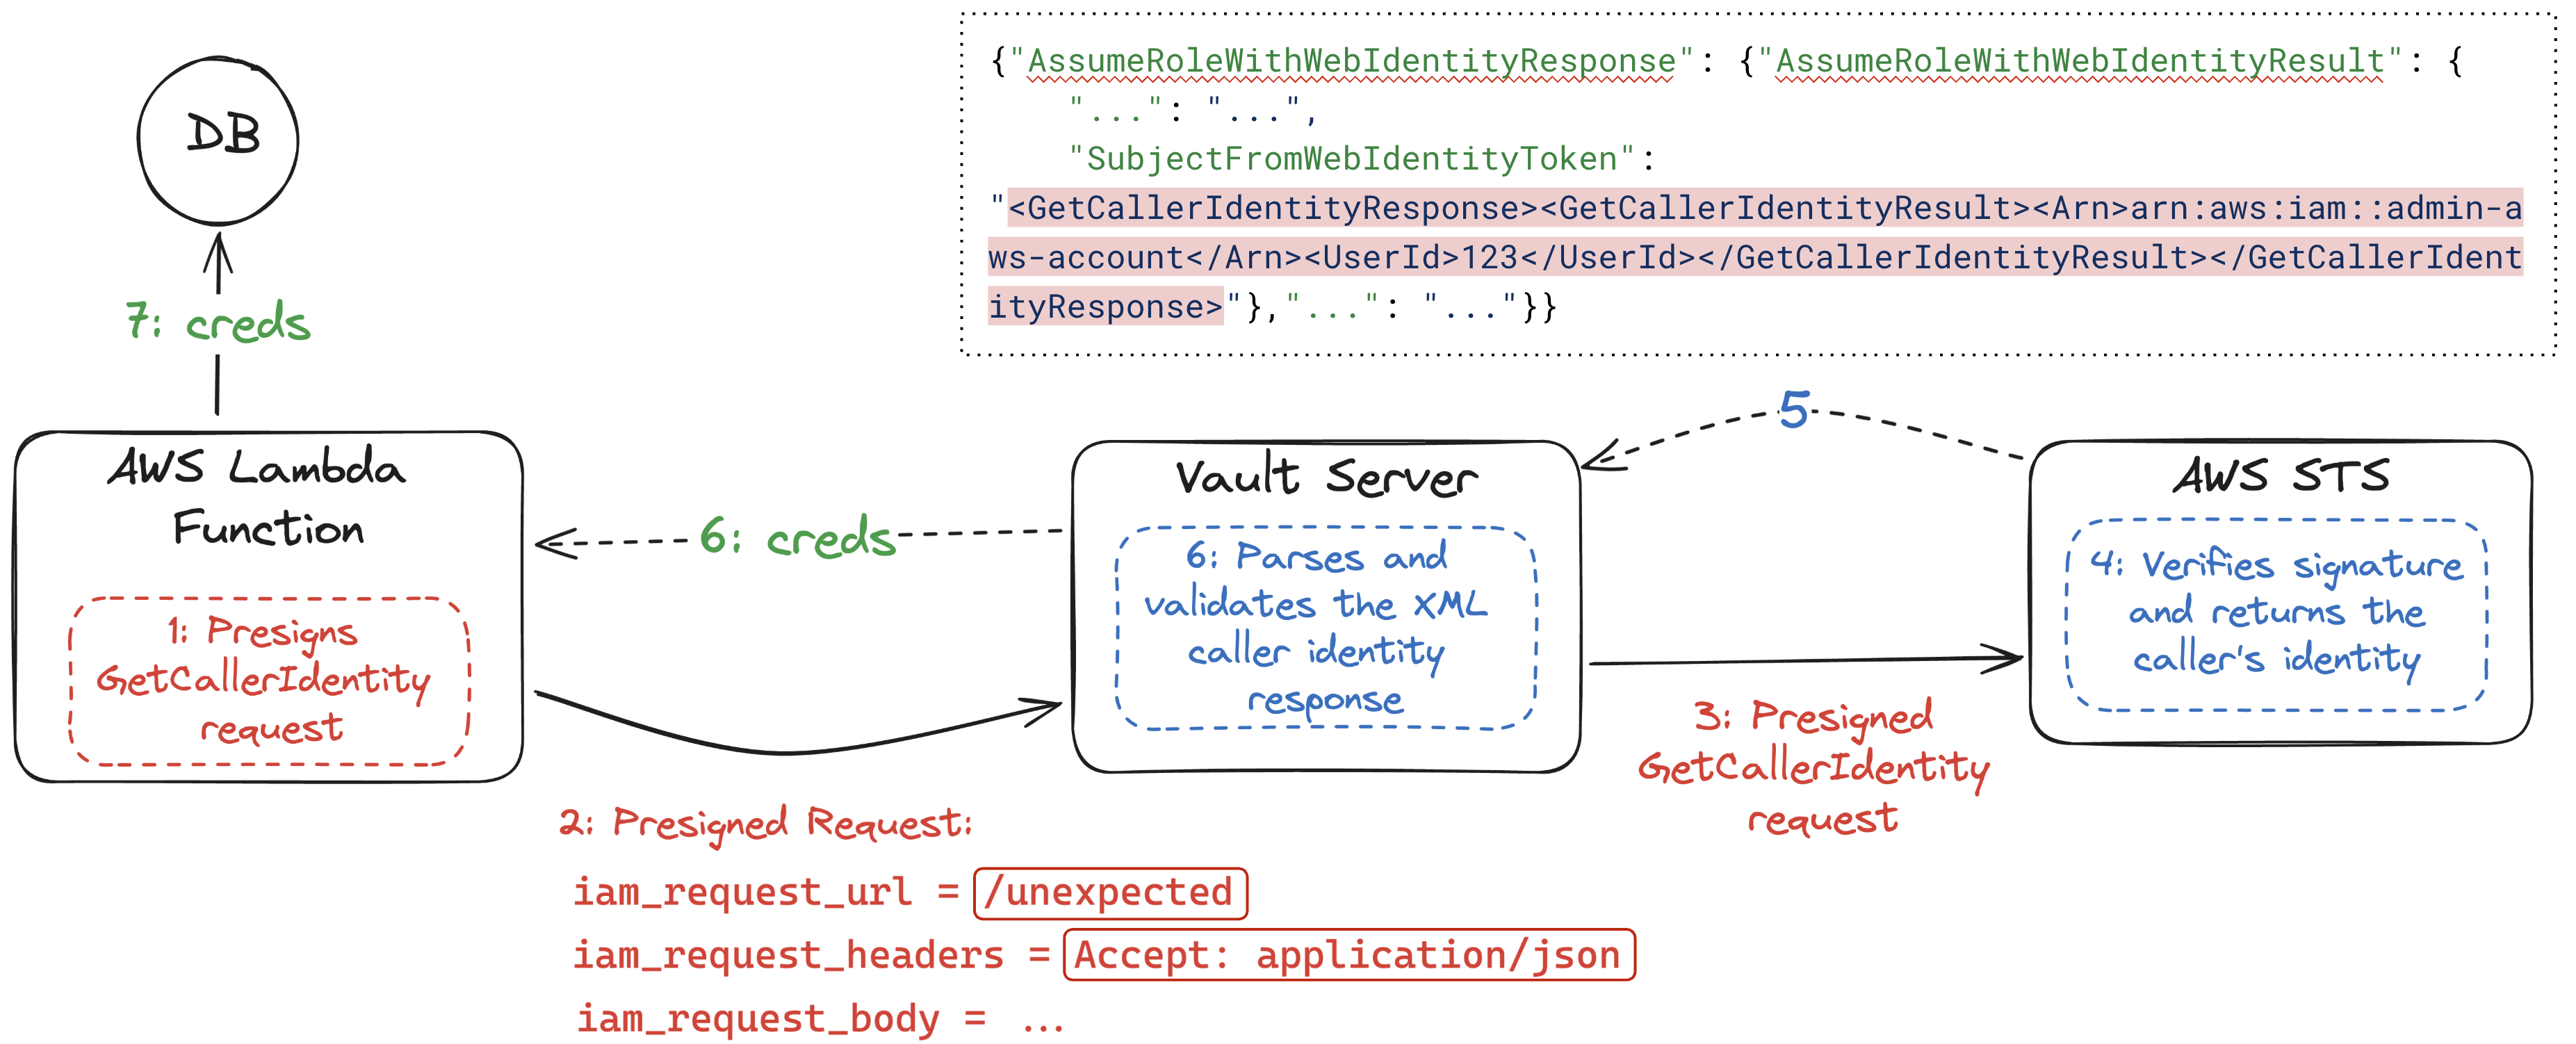 {"AssumeRoleWithWebIdentityResponse": {"AssumeRoleWithWebIdentityResult": {
"...": "...",
"SubjectFromWebIdentityToken":
"<GetCallerIdentityResponse><GetCallerIdentityResult><Arn>arn:aws:iam::admin-a
ws-account</Arn><UserId>123</UserId></GetCallerIdentityResult></GetCallerIdent
ityResponse>"},"...": "..."}}
DB
7: creds
AWS Lambda
Function
1: Presigns
GetCallerIdentity
request
6: creds
Vault Server
6: Parses and
validates the XML
caller identity
response
5
AWS STS
4: Verifies signature
and returns the
caller's identity
3: Presigned
GetCallerIdentity
request
2: Presigned Request:
iam_request_url = /unexpected
iam_request_headers = Accept: application/json
iam_request_body = ...